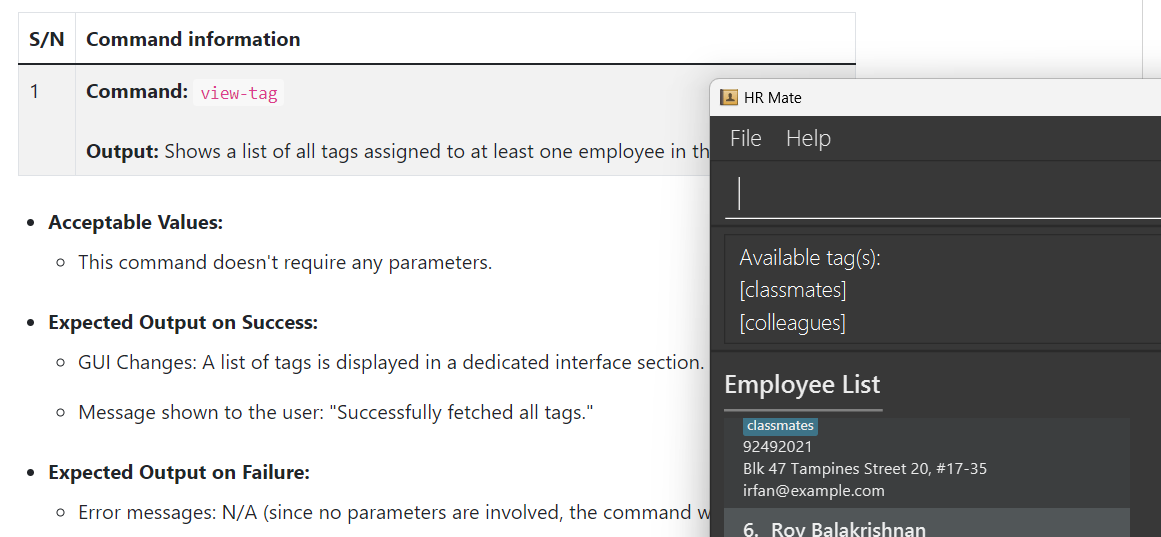 S/N Command information
1 Command: view-tag
Output: Shows a list of all tags assigned to at least one employee in th
Acceptable Values:
This command doesn't require any parameters.
Expected Output on Success:
GUI Changes: A list of tags is displayed in a dedicated interface section.
Message shown to the user: "Successfully fetched all tags."
Expected Output on Failure:
Error messages: N/A (since no parameters are involved, the command w
HR Mate
File Help
Available tag(s):
[classmates]
[colleagues]
Employee List
classmates
92492021
Blk 47 Tampines Street 20, #17-35
irfan@example.com
6. Roy Balakrishnan